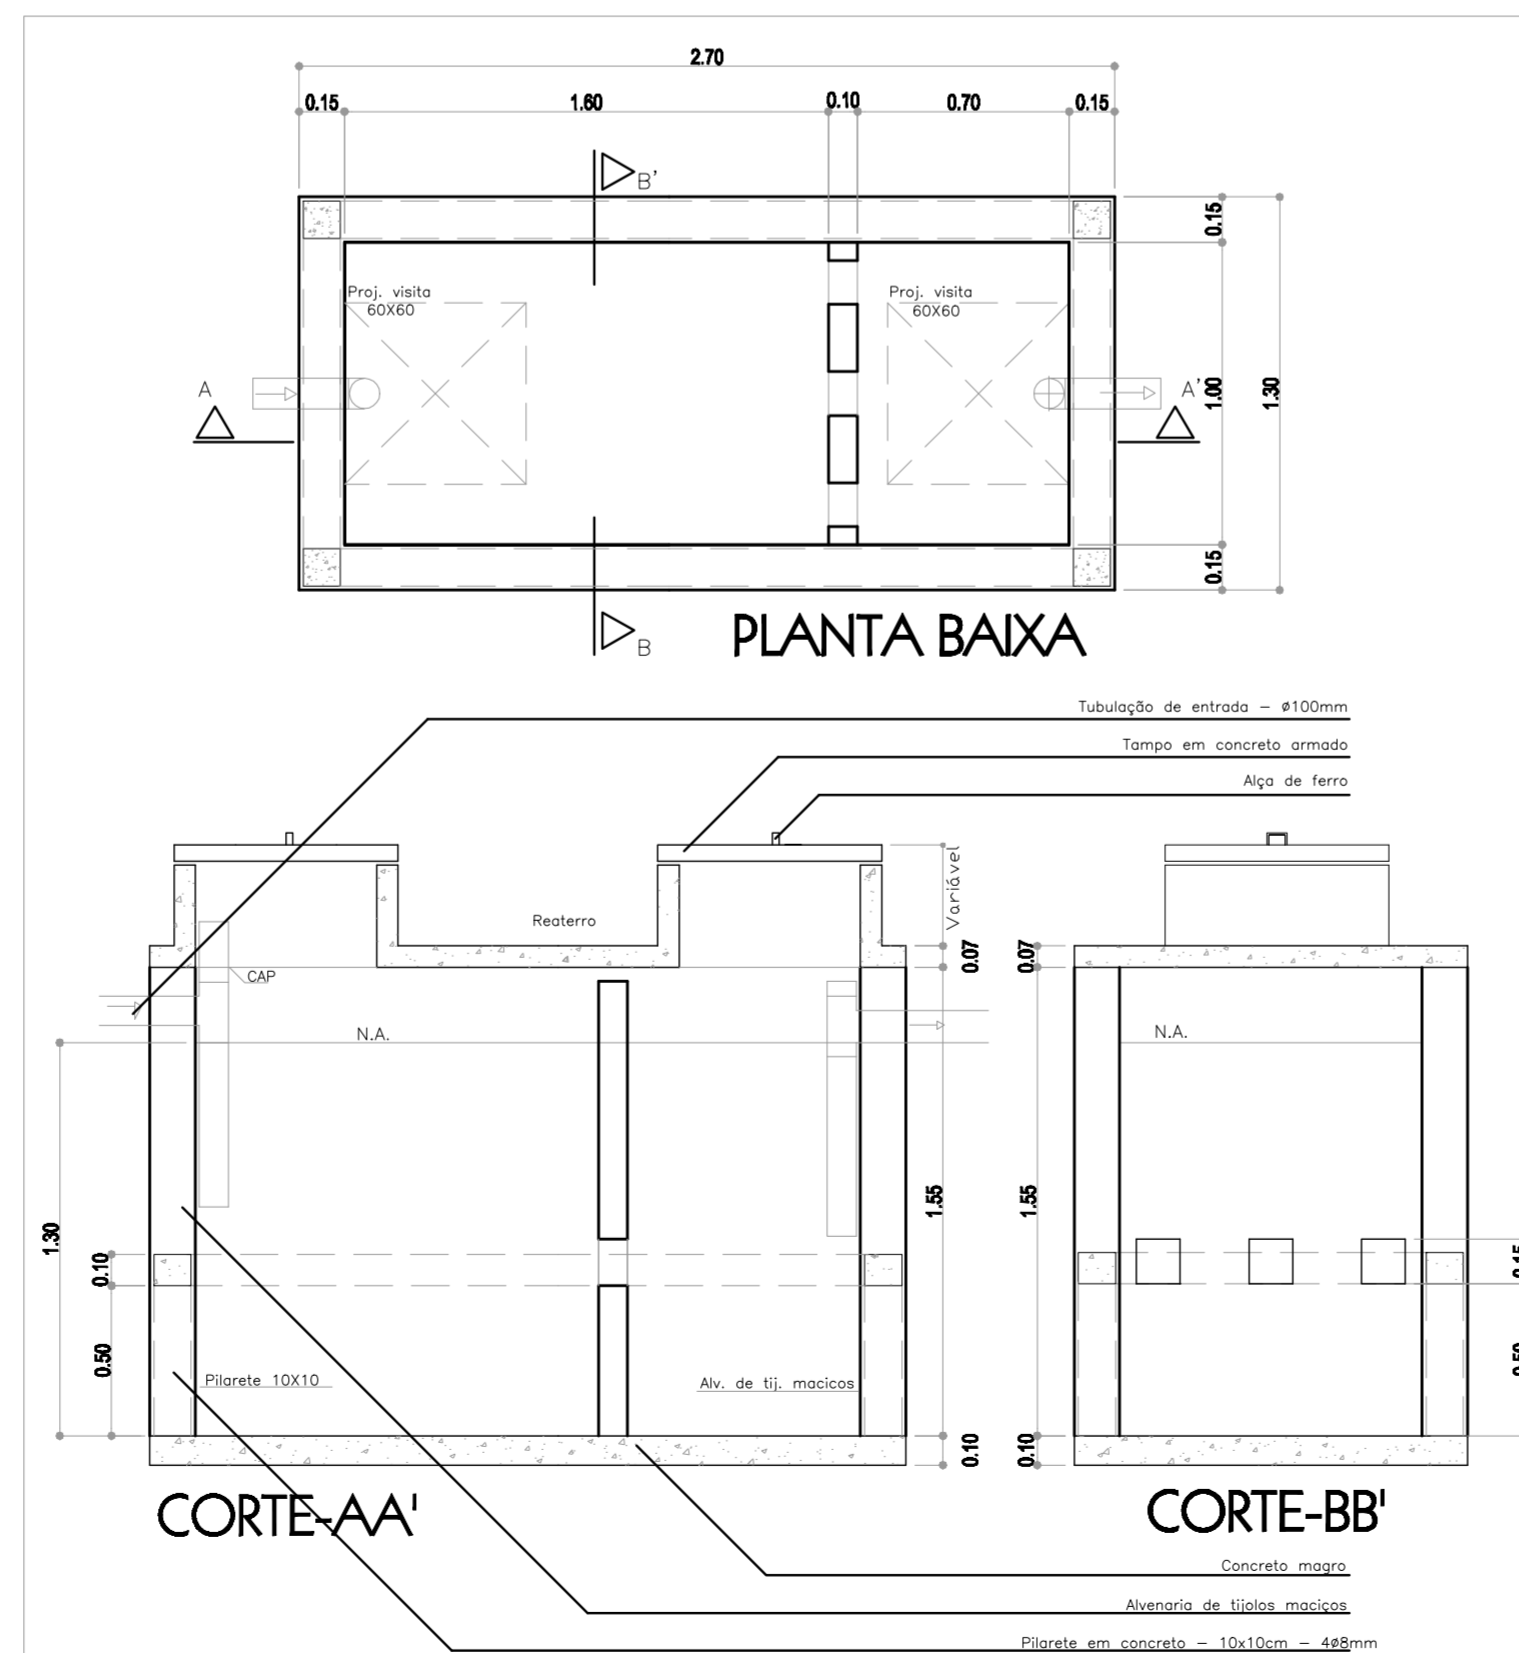 2.70
0.15 1.60 0.10 0.70 0.15
B'
0.15
Proj. visita
60X60
Proj. visita
60X60
A
A'
1.00
1.30
0.15
B
PLANTA BAIXA
Tubulação de entrada - ø100mm
Tampo em concreto armado
Alça de ferro
Variável
Reaterro
0.07
0.07
CAP
N.A.
N.A.
1.30
0.10
1.55
1.55
0.15
0.50
0.50
Pilarete 10X10
Alv. de tij. macicos
0.10
0.10
CORTE-AA'
CORTE-BB'
Concreto magro
Alvenaria de tijolos maciços
Pilarete em concreto - 10x10cm - 4ø8mm